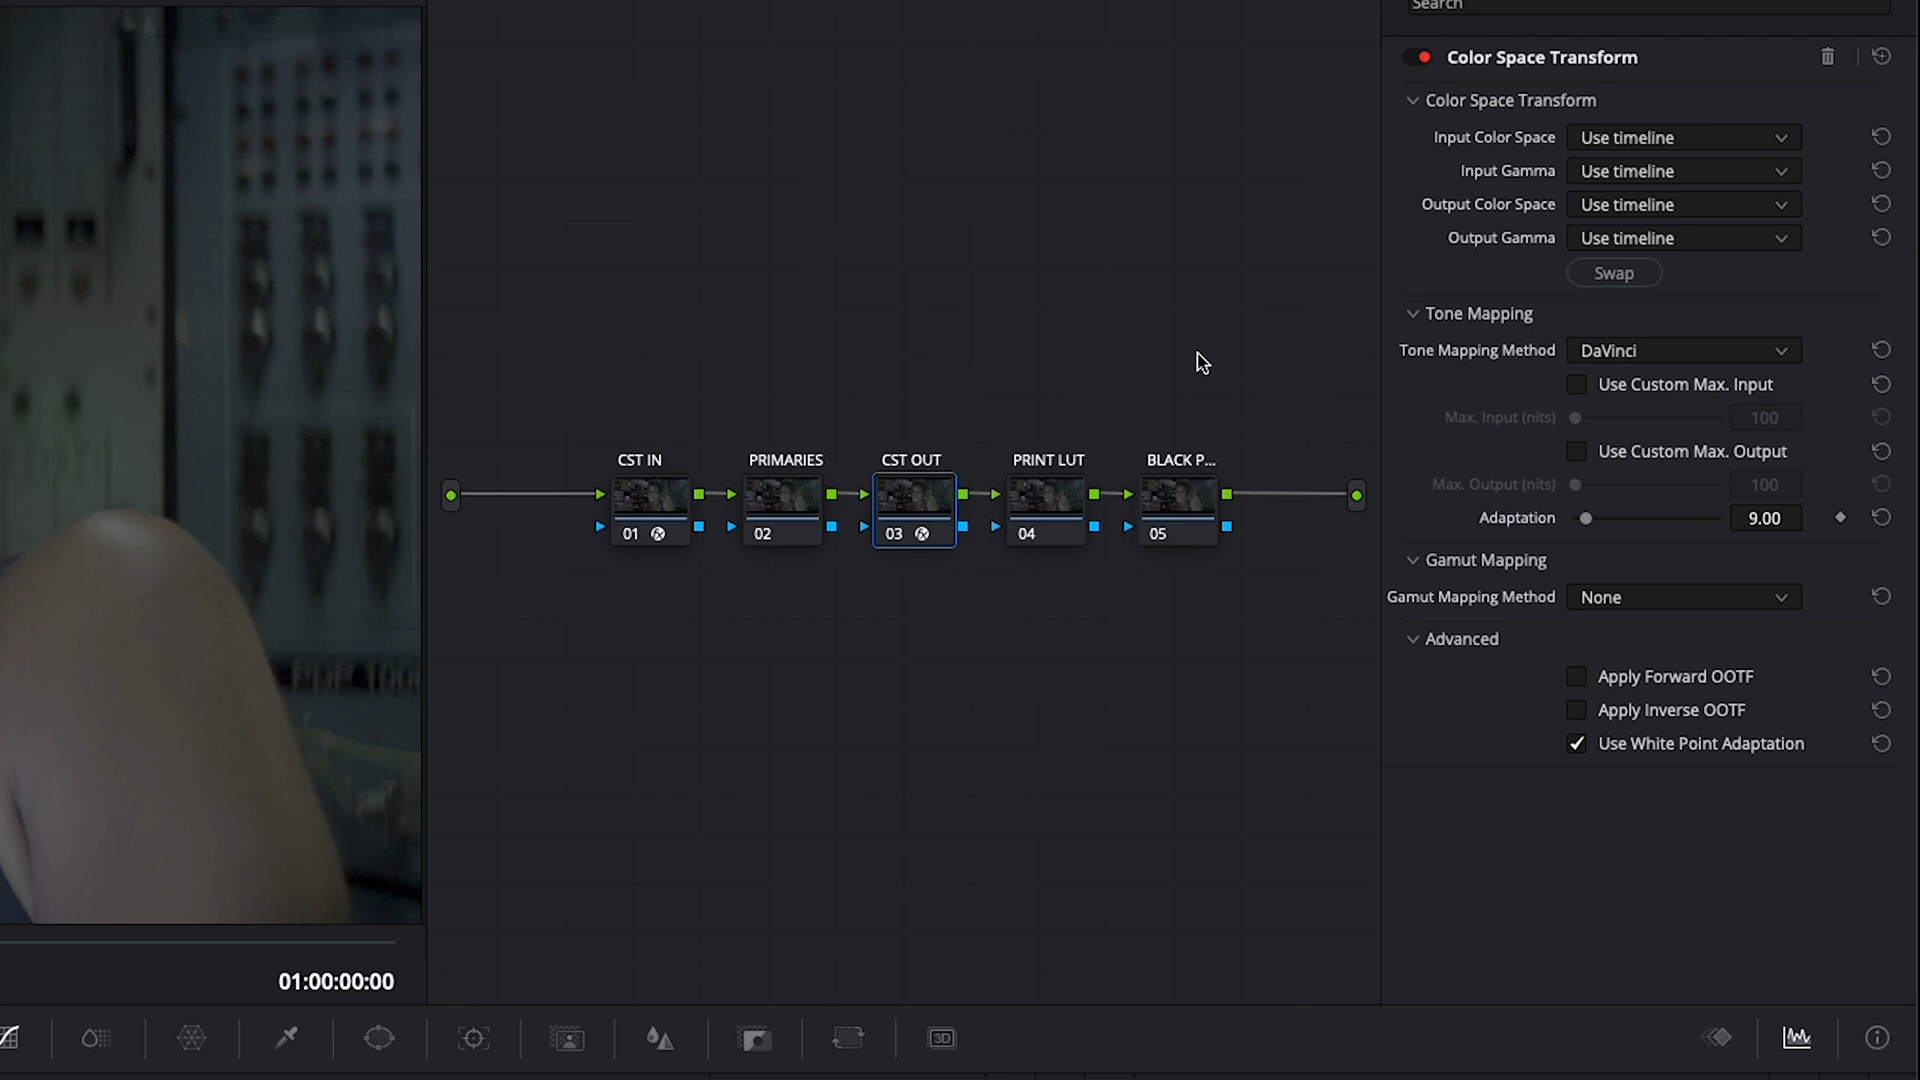 Search
Color Space Transform
Color Space Transform
Input Color Space Use timeline
Input Gamma Use timeline
Output Color Space Use timeline
Output Gamma Use timeline
Swap
Tone Mapping
Tone Mapping Method DaVinci
Use Custom Max. Input
Max. Input (nits) 100
Use Custom Max. Output
Max. Output (nits) 100
Adaptation 9.00
Gamut Mapping
Gamut Mapping Method None
Advanced
Apply Forward OOTF
Apply Inverse OOTF
Use White Point Adaptation
CST IN PRIMARIES CST OUT PRINT LUT BLACK P...
01 02 03 04 05
01:00:00:00
3D